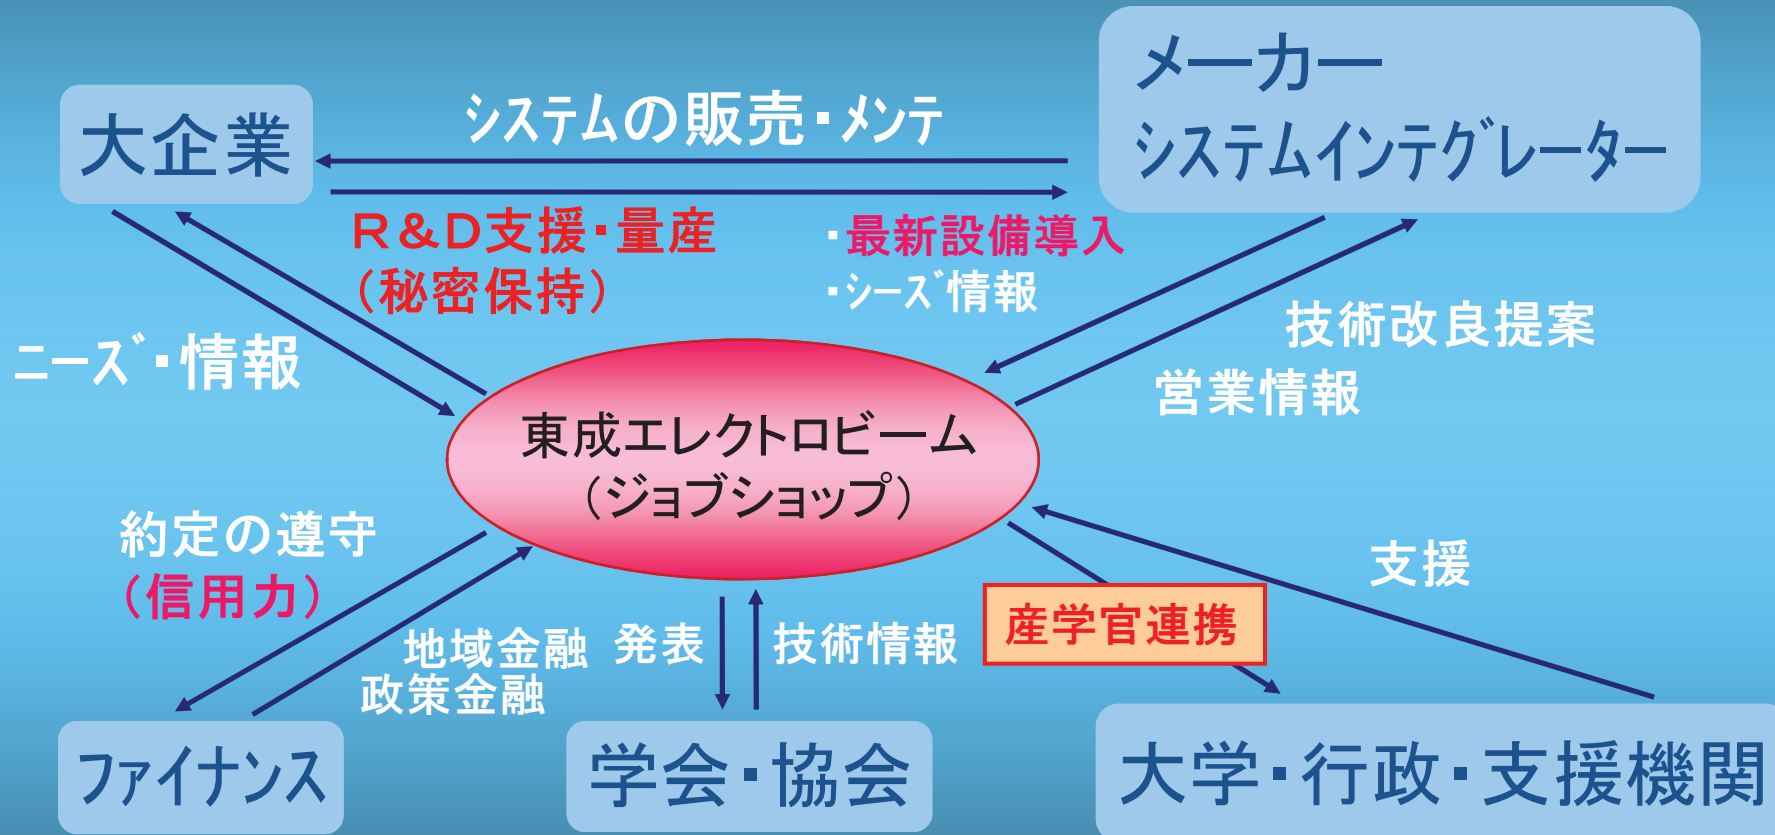 大企業
システムの販売・メンテ
メーカー
システムインテグレーター
R&D支援・量産
(秘密保持)
・最新設備導入
・シーズ情報
ニーズ・情報
技術改良提案
営業情報
東成エレクトロビーム
(ジョブショップ)
約定の遵守
(信用力)
支援
地域金融
政策金融
発表
技術情報
産学官連携
ファイナンス
学会・協会
大学・行政・支援機関